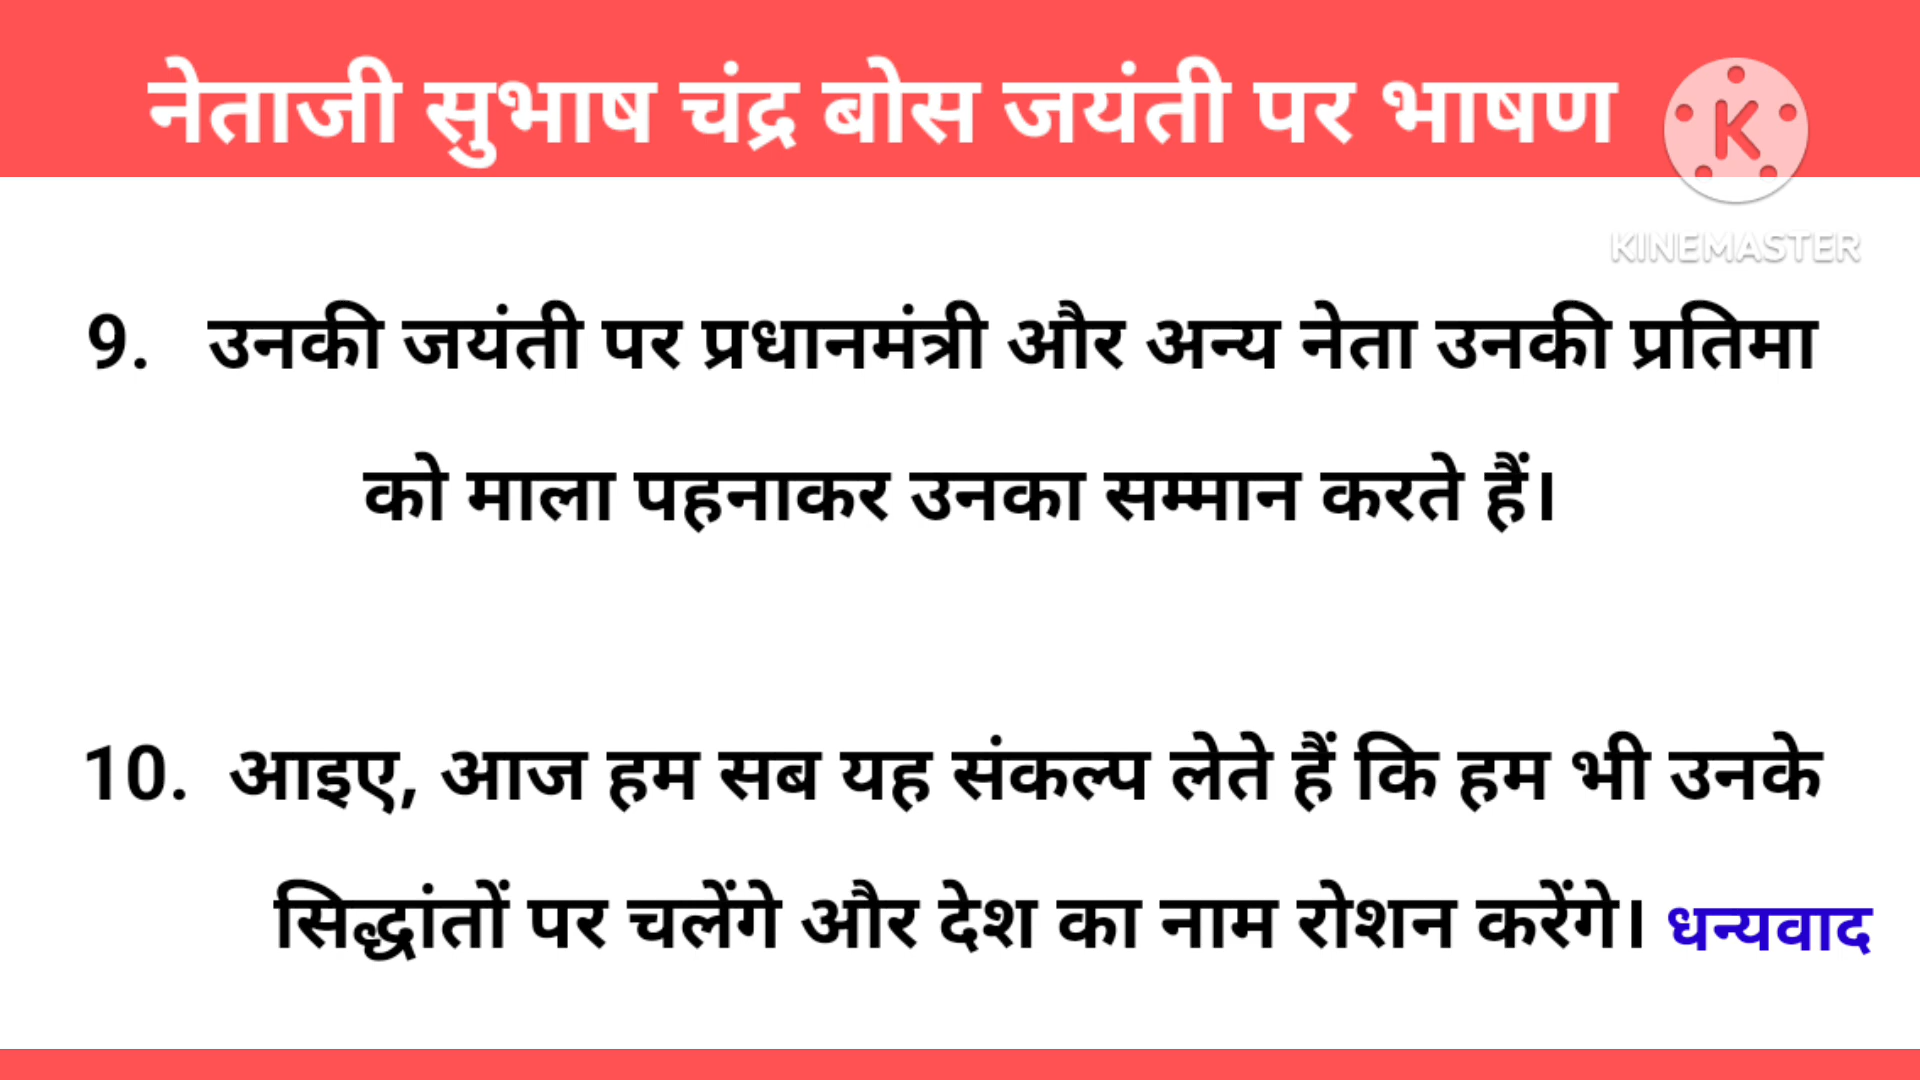 नेताजी सुभाष चंद्र बोस जयंती पर भाषण
K
KINEMASTER
9. उनकी जयंती पर प्रधानमंत्री और अन्य नेता उनकी प्रतिमा
को माला पहनाकर उनका सम्मान करते हैं।
10. आइए, आज हम सब यह संकल्प लेते हैं कि हम भी उनके
सिद्धांतों पर चलेंगे और देश का नाम रोशन करेंगे। धन्यवाद